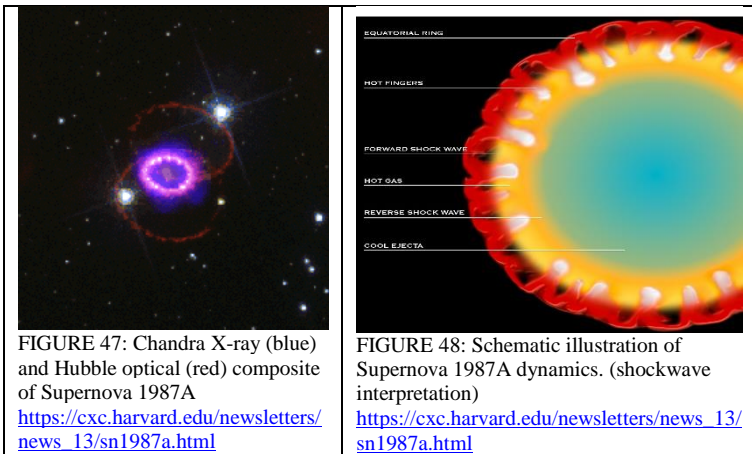 EQUATORIAL RING
HOT FINGERS
FORWARD SHOCK WAVE
HOT GAS
REVERSE SHOCK WAVE
COOL EJECTA
FIGURE 47: Chandra X-ray (blue)
and Hubble optical (red) composite
of Supernova 1987A
https://cxc.harvard.edu/newsletters/
news_13/sn1987a.html
FIGURE 48: Schematic illustration of
Supernova 1987A dynamics. (shockwave
interpretation)
https://cxc.harvard.edu/newsletters/news_13/
sn1987a.html